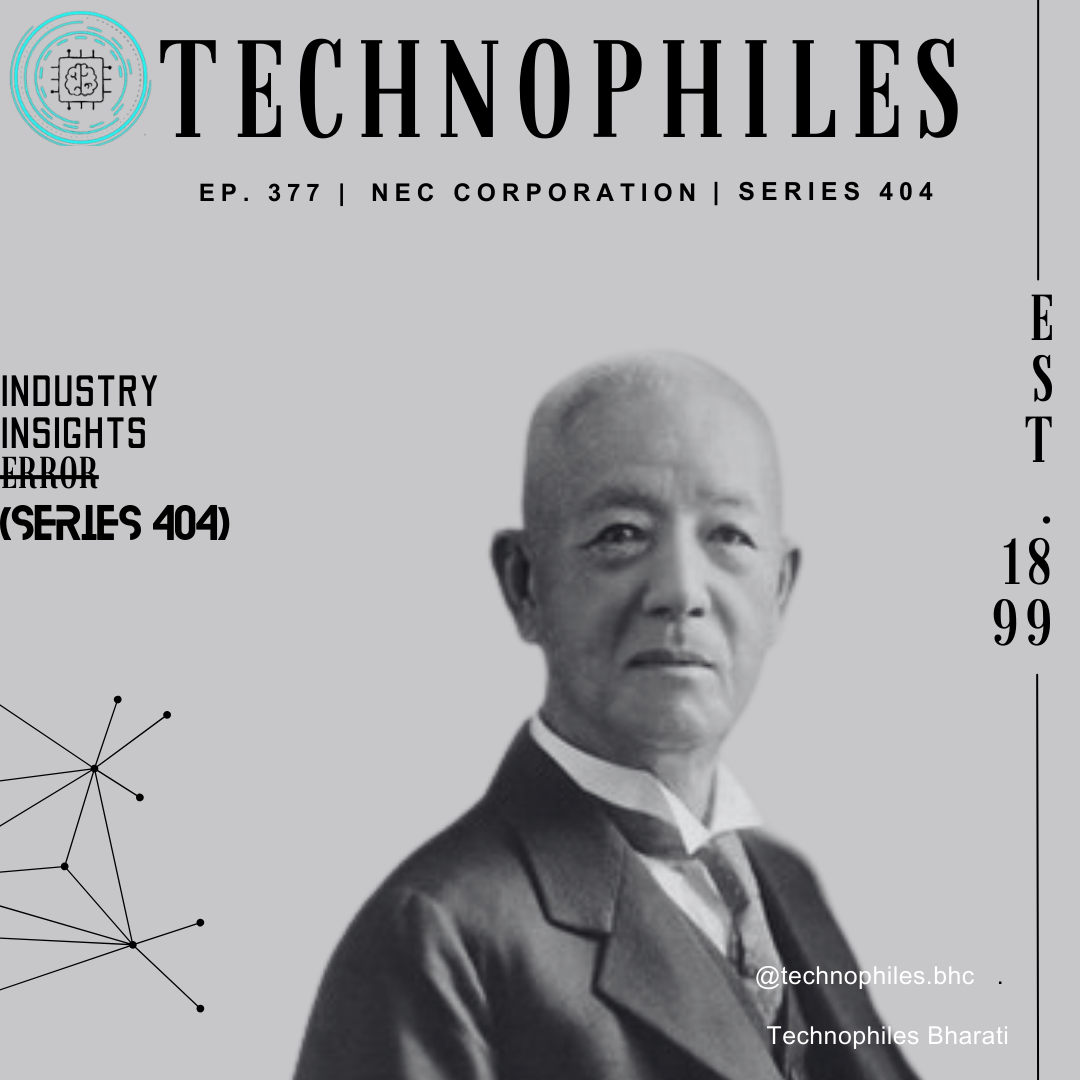 TECHNOPHILES
EP. 377 | NEC CORPORATION | SERIES 404
INDUSTRY
INSIGHTS
ERROR
(SERIES 404)
E
S
T
.
18
99
@technophiles.bhc .
Technophiles Bharati